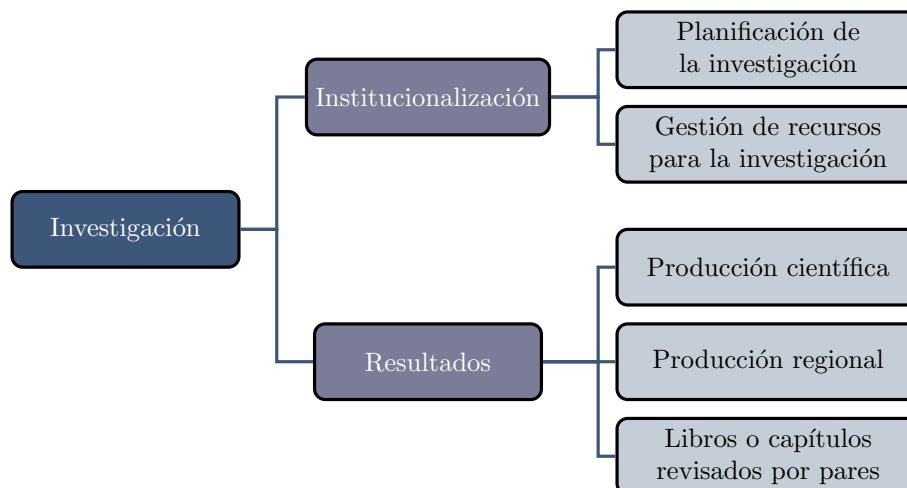 Planificación de
la investigación
Institucionalización
Gestión de recursos
para la investigación
Investigación
Producción científica
Resultados
Producción regional
Libros o capítulos
revisados por pares